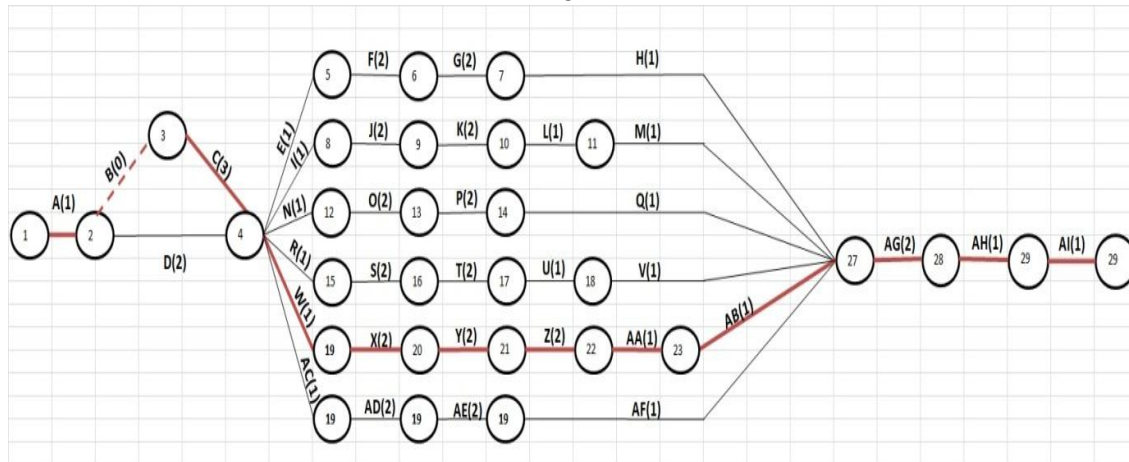 F(2) G(2) H(1)
5 6 7
E(1) I(1) J(2) K(2) L(1) M(1)
8 9 10 11
3
B(0) C(3)
A(1)
N(1) O(2) P(2) Q(1)
12 13 14
1 2 4
D(2)
R(1) S(2) T(2) U(1) V(1)
15 16 17 18
AG(2) AH(1) AI(1)
27 28 29 29
W(1) X(2) Y(2) Z(2) AA(1) AB(1)
19 20 21 22 23
AC(1) AD(2) AE(2) AF(1)
19 19 19